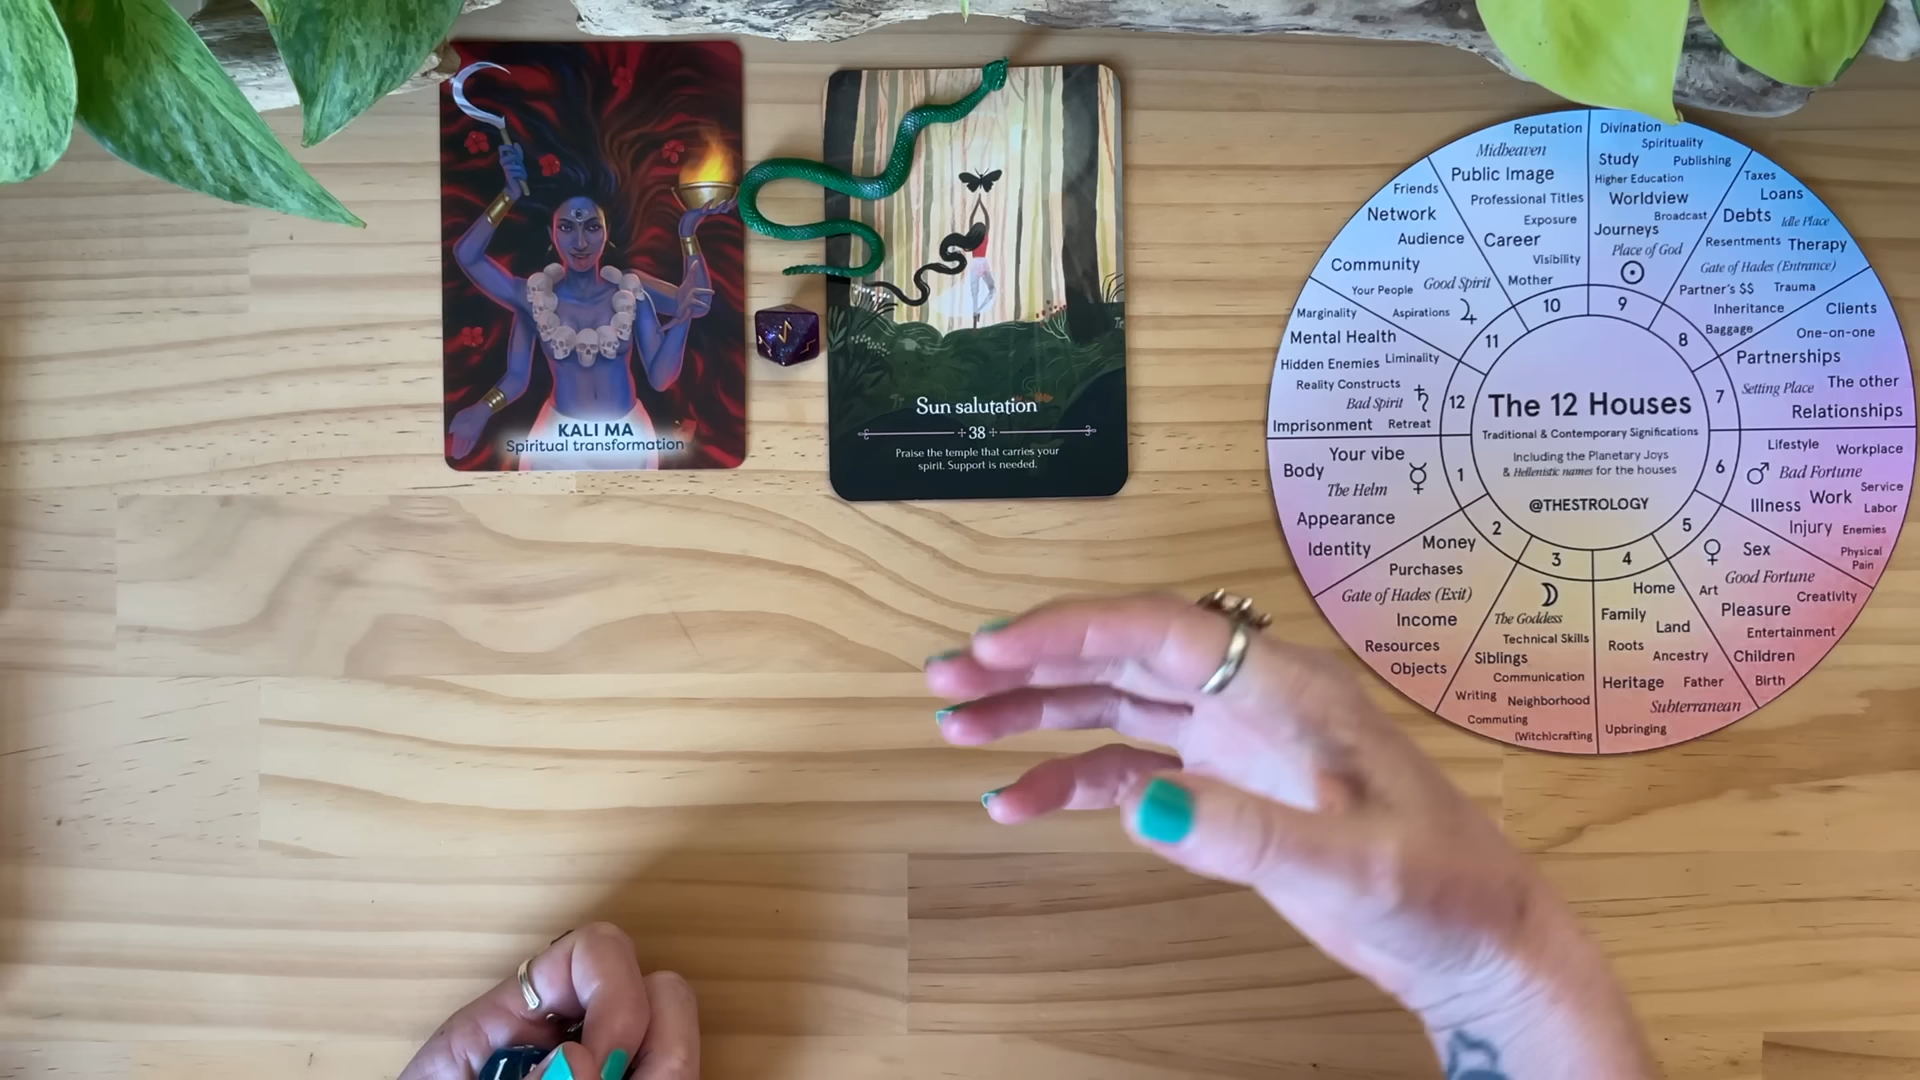 KALI MA
Spiritual transformation
Sun salutation
38
Praise the temple that carries your
spirit. Support is needed.
The 12 Houses
Traditional & Contemporary Significations
Including the Planetary Joys
& Hellenistic names for the houses
@THESTROLOGY
1
Your vibe
Body
The Helm
Appearance
Identity
2
Money
Purchases
Gate of Hades (Exit)
Income
Resources
Objects
3
The Goddess
Technical Skills
Siblings
Communication
Writing
Neighborhood
Commuting
(Witch)crafting
4
Home
Family
Land
Roots
Ancestry
Heritage
Father
Subterranean
Upbringing
5
Sex
Good Fortune
Art
Creativity
Pleasure
Entertainment
Children
Birth
6
Lifestyle
Workplace
Bad Fortune
Service
Illness
Work
Labor
Injury
Enemies
Physical
Pain
7
Clients
One-on-one
Partnerships
Setting Place
The other
Relationships
8
Taxes
Loans
Debts
Idle Place
Resentments
Therapy
Gate of Hades (Entrance)
Partner's $$
Trauma
Inheritance
Baggage
9
Divination
Spirituality
Study
Publishing
Higher Education
Worldview
Broadcast
Journeys
Place of God
10
Reputation
Midheaven
Public Image
Professional Titles
Exposure
Career
Visibility
Mother
11
Friends
Network
Audience
Community
Your People
Good Spirit
Aspirations
12
Marginality
Mental Health
Hidden Enemies
Liminality
Reality Constructs
Bad Spirit
Imprisonment
Retreat